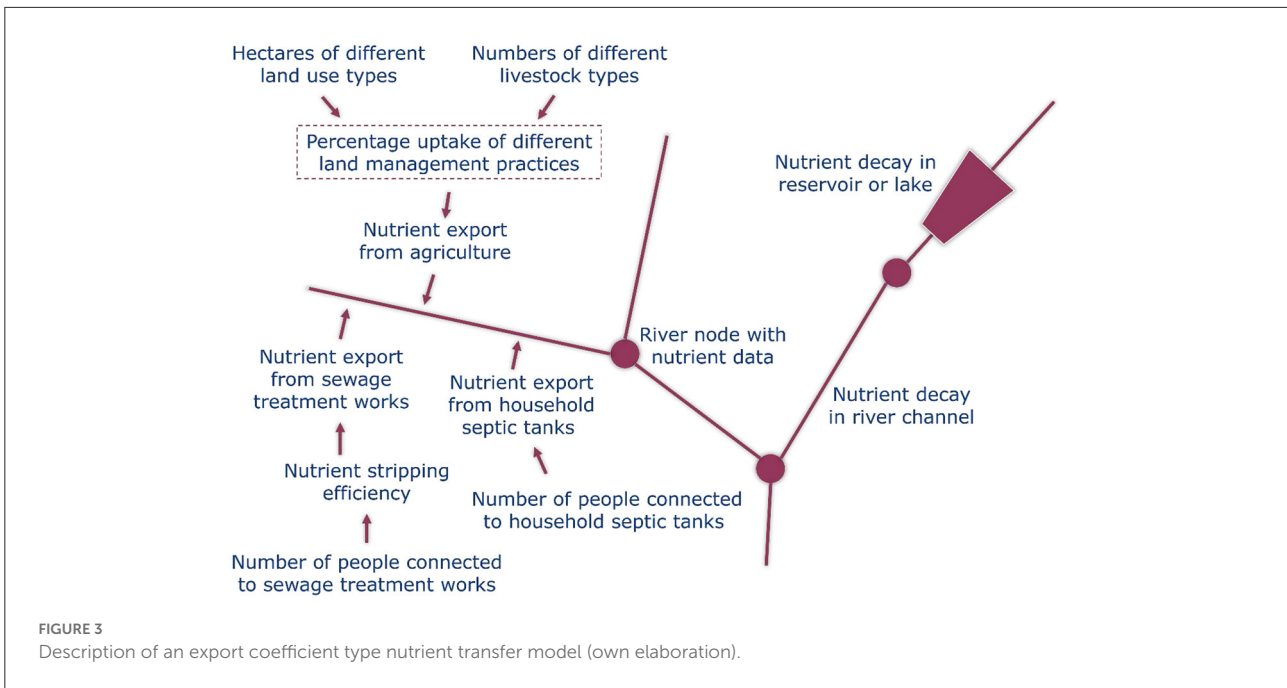 Hectares of different
land use types
Numbers of different
livestock types
Percentage uptake of different
land management practices
Nutrient export
from agriculture
Nutrient decay in
reservoir or lake
River node with
nutrient data
Nutrient export
from sewage
treatment works
Nutrient export
from household
septic tanks
Nutrient decay
in river channel
Nutrient stripping
efficiency
Number of people connected
to household septic tanks
Number of people connected
to sewage treatment works
FIGURE 3
Description of an export coefficient type nutrient transfer model (own elaboration).